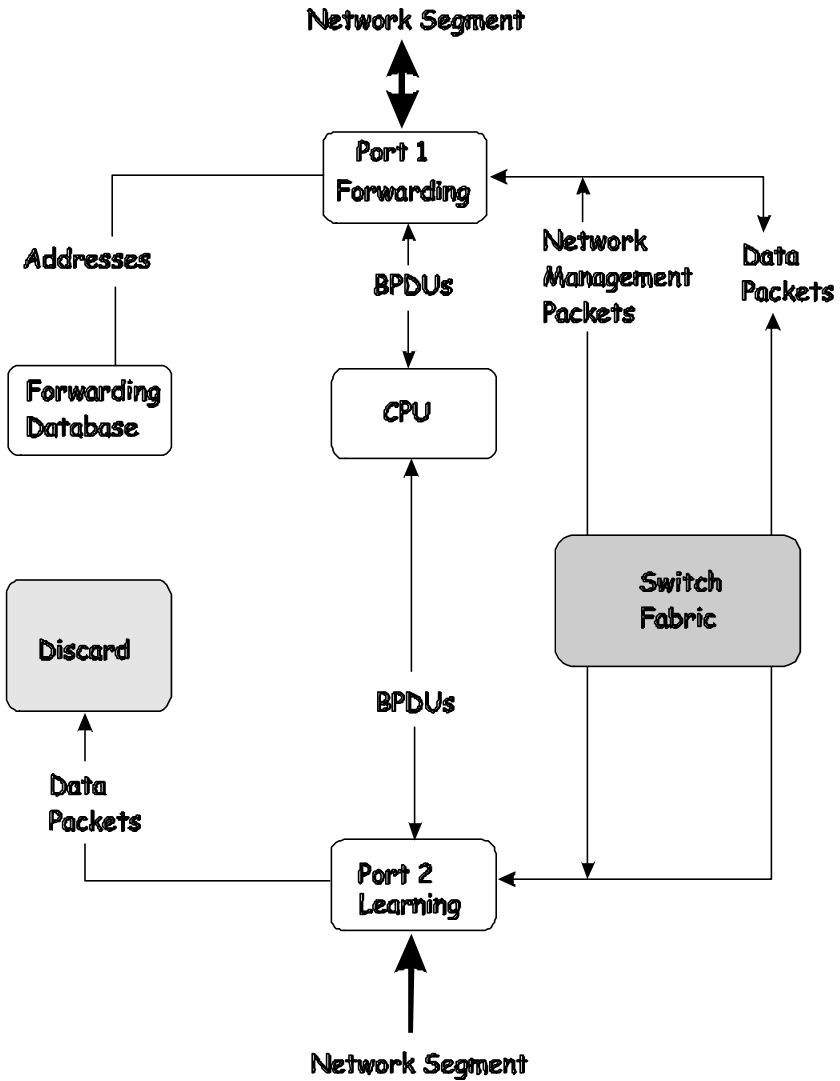 Network Segment
Port 1
Forwarding
Addresses
BPDUs
Network
Management
Packets
Data
Packets
Forwarding
Database
CPU
Switch
Fabric
Discard
BPDUs
Data
Packets
Port 2
Learning
Network Segment